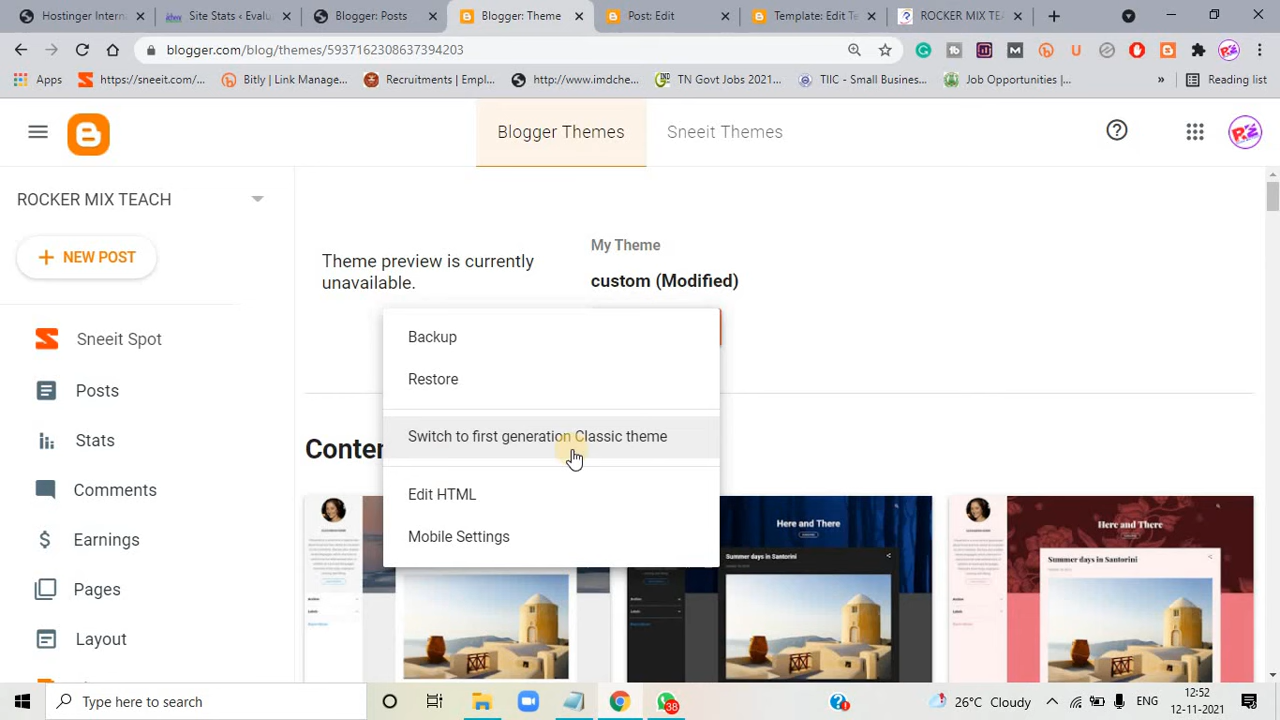 Hostinger Intern
Site Stats ‹ Evalu
Blogger Posts
Blogger: Theme
Post Edit
Template: Edit Te
ROCKER MIX TEA
blogger.com/blog/themes/5937162308637394203
Apps
https://sneeit.com/...
Bitly | Link Manage...
Recruitments | Empl...
http://www.imdche...
TN Govt Jobs 2021...
TIIC - Small Business...
Job Opportunities |...
»
Reading list
Blogger Themes
Sneeit Themes
ROCKER MIX TEACH
+ NEW POST
Theme preview is currently
unavailable.
My Theme
custom (Modified)
Backup
Restore
Switch to first generation Classic theme
Edit HTML
Mobile Settings
Sneeit Spot
Posts
Stats
Comments
Earnings
Pages
Layout
Here and There
Summer days in Santorini
Here and There
Summer days in Santorini
Type here to search
38
26°C Cloudy
ENG
12:52
12-11-2021